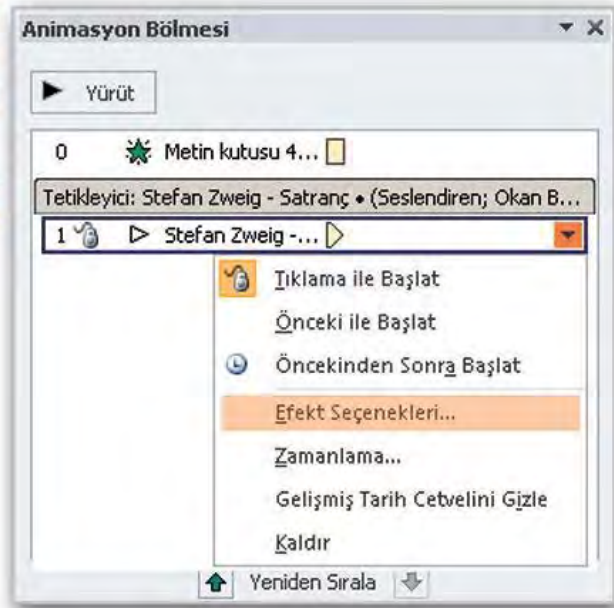 Animasyon Bölmesi
Yürüt
0 Metin kutusu 4...
Tetikleyici: Stefan Zweig - Satranç • (Seslendiren; Okan B...
1 Stefan Zweig -...
Tıklama ile Başlat
Önceki ile Başlat
Öncekinden Sonra Başlat
Efekt Seçenekleri...
Zamanlama...
Gelişmiş Tarih Cetvelini Gizle
Kaldır
Yeniden Sırala